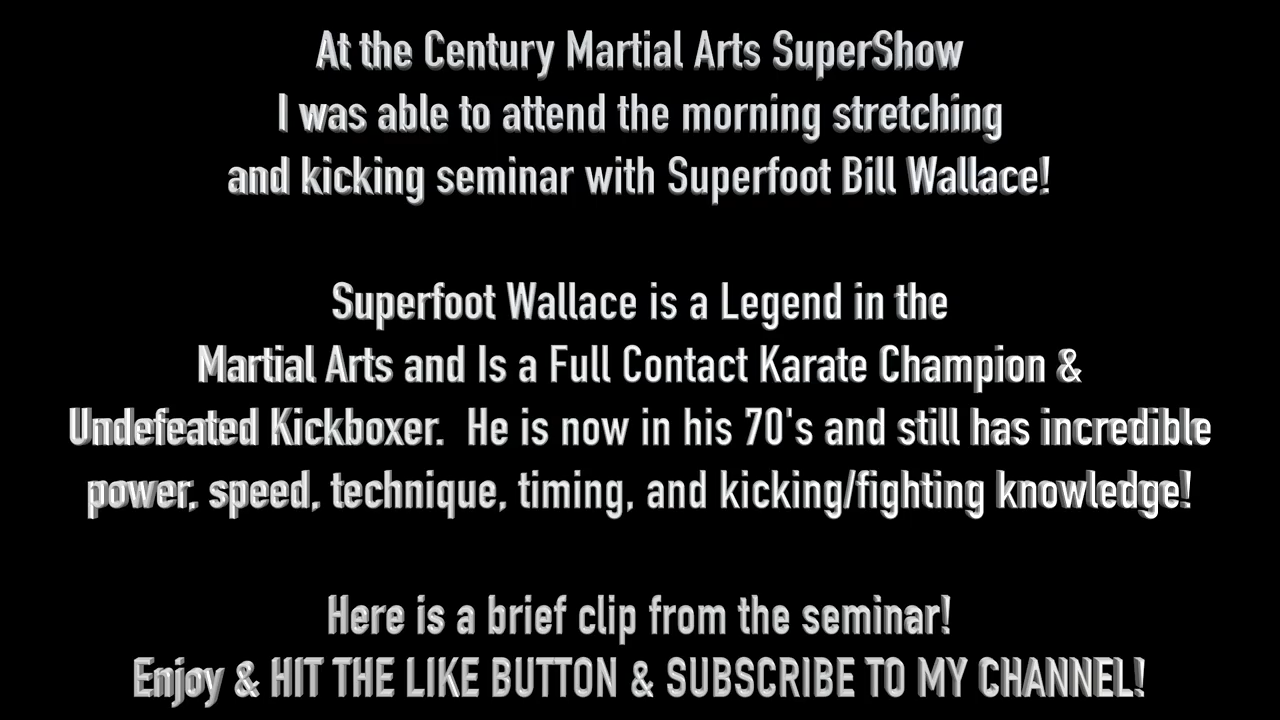 At the Century Martial Arts SuperShow
I was able to attend the morning stretching
and kicking seminar with Superfoot Bill Wallace!
Superfoot Wallace is a Legend in the
Martial Arts and Is a Full Contact Karate Champion &
Undefeated Kickboxer.  He is now in his 70's and still has incredible
power, speed, technique, timing, and kicking/fighting knowledge!
Here is a brief clip from the seminar!
Enjoy & HIT THE LIKE BUTTON & SUBSCRIBE TO MY CHANNEL!